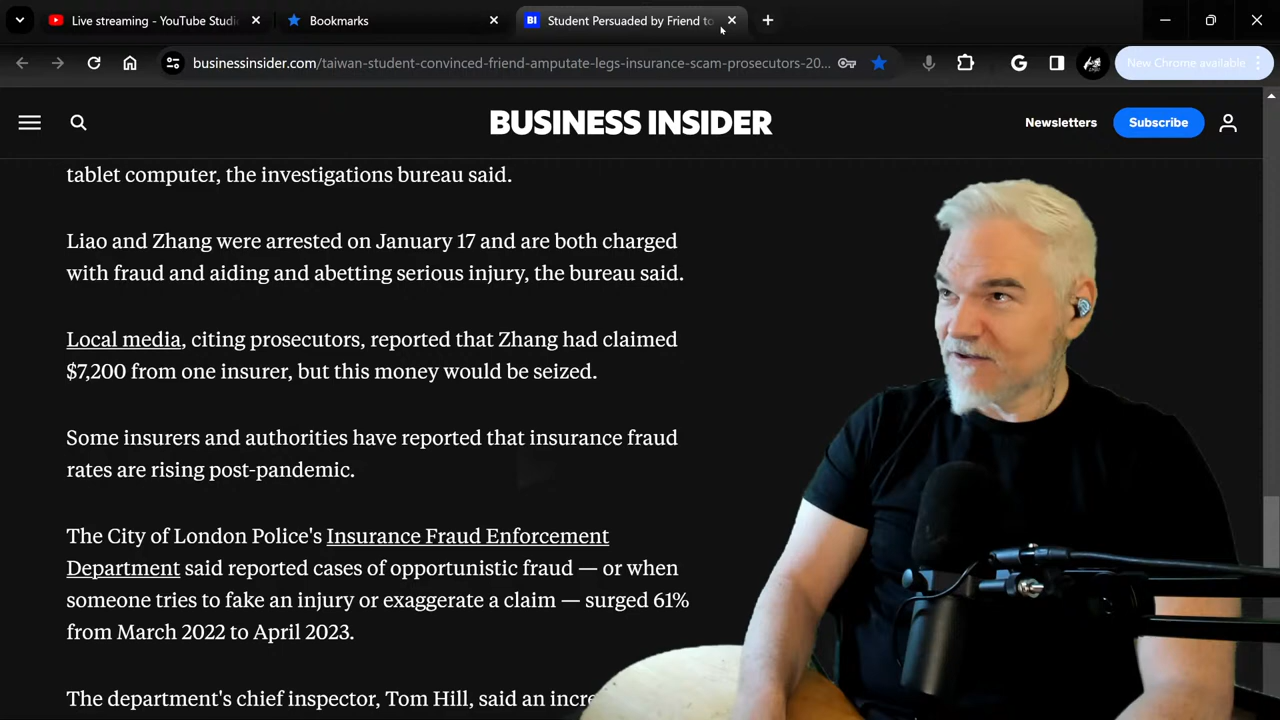 Live streaming - YouTube Studi
Bookmarks
BI
Student Persuaded by Friend to
businessinsider.com/taiwan-student-convinced-friend-amputate-legs-insurance-scam-prosecutors-20...
New Chrome available
BUSINESS INSIDER
Newsletters
Subscribe
tablet computer, the investigations bureau said.
Liao and Zhang were arrested on January 17 and are both charged
with fraud and aiding and abetting serious injury, the bureau said.
Local media, citing prosecutors, reported that Zhang had claimed
$7,200 from one insurer, but this money would be seized.
Some insurers and authorities have reported that insurance fraud
rates are rising post-pandemic.
The City of London Police's Insurance Fraud Enforcement
Department said reported cases of opportunistic fraud — or when
someone tries to fake an injury or exaggerate a claim — surged 61%
from March 2022 to April 2023.
The department's chief inspector, Tom Hill, said an incre